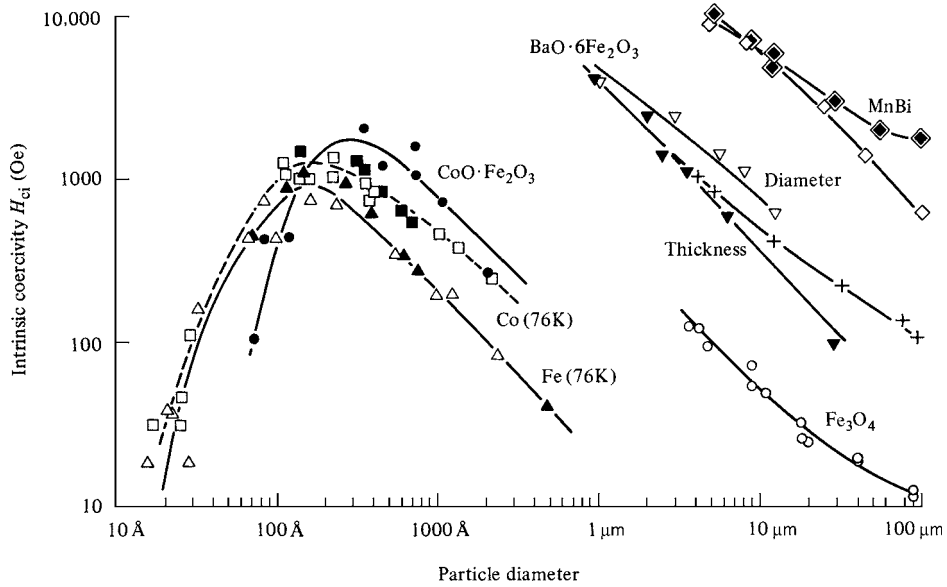 10,000
BaO·6Fe₂O₃
MnBi
Intrinsic coercivity H_ci (Oe)
1000
CoO·Fe₂O₃
Diameter
Thickness
Co (76K)
100
Fe (76K)
Fe₃O₄
10
10 Å
100 Å
1000 Å
1 μm
10 μm
100 μm
Particle diameter